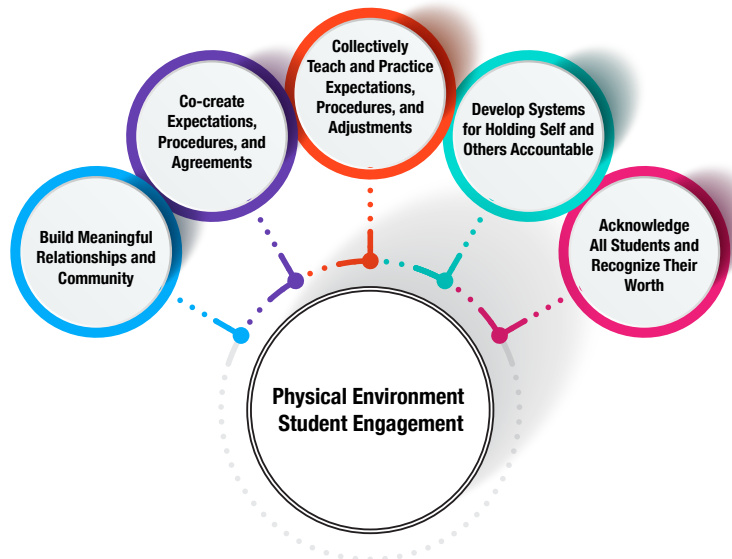 Build Meaningful
Relationships and
Community
Co-create
Expectations,
Procedures, and
Agreements
Collectively
Teach and Practice
Expectations,
Procedures, and
Adjustments
Develop Systems
for Holding Self and
Others Accountable
Acknowledge
All Students and
Recognize Their
Worth
Physical Environment
Student Engagement